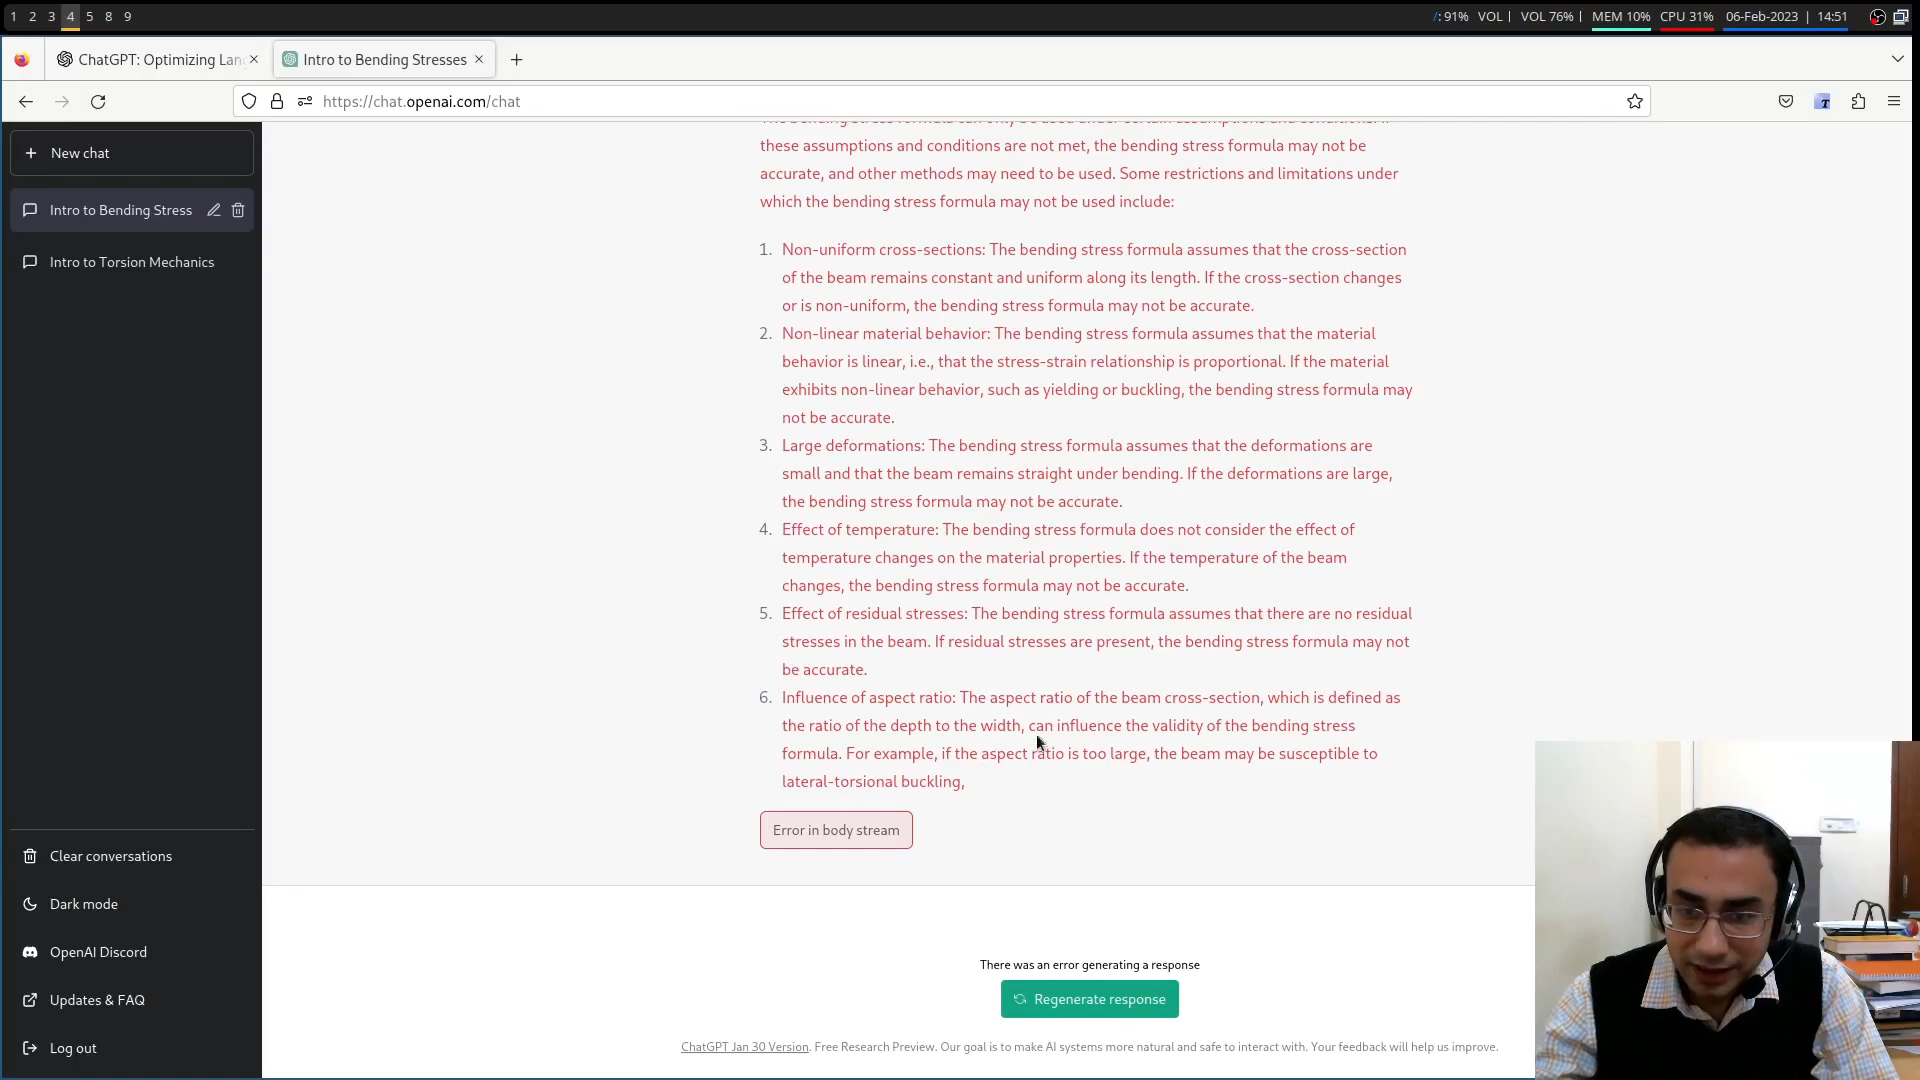 1 2 3 4 5 8 9
/: 91% VOL | VOL 76% | MEM 10% CPU 31% 06-Feb-2023 | 14:51
ChatGPT: Optimizing Lan
Intro to Bending Stresses
https://chat.openai.com/chat
New chat
Intro to Bending Stress
Intro to Torsion Mechanics
Clear conversations
Dark mode
OpenAI Discord
Updates & FAQ
Log out
The bending stress formula can only be used under certain assumptions and conditions. If
these assumptions and conditions are not met, the bending stress formula may not be
accurate, and other methods may need to be used. Some restrictions and limitations under
which the bending stress formula may not be used include:
1. Non-uniform cross-sections: The bending stress formula assumes that the cross-section
of the beam remains constant and uniform along its length. If the cross-section changes
or is non-uniform, the bending stress formula may not be accurate.
2. Non-linear material behavior: The bending stress formula assumes that the material
behavior is linear, i.e., that the stress-strain relationship is proportional. If the material
exhibits non-linear behavior, such as yielding or buckling, the bending stress formula may
not be accurate.
3. Large deformations: The bending stress formula assumes that the deformations are
small and that the beam remains straight under bending. If the deformations are large,
the bending stress formula may not be accurate.
4. Effect of temperature: The bending stress formula does not consider the effect of
temperature changes on the material properties. If the temperature of the beam
changes, the bending stress formula may not be accurate.
5. Effect of residual stresses: The bending stress formula assumes that there are no residual
stresses in the beam. If residual stresses are present, the bending stress formula may not
be accurate.
6. Influence of aspect ratio: The aspect ratio of the beam cross-section, which is defined as
the ratio of the depth to the width, can influence the validity of the bending stress
formula. For example, if the aspect ratio is too large, the beam may be susceptible to
lateral-torsional buckling,
Error in body stream
There was an error generating a response
Regenerate response
ChatGPT Jan 30 Version. Free Research Preview. Our goal is to make AI systems more natural and safe to interact with. Your feedback will help us improve.